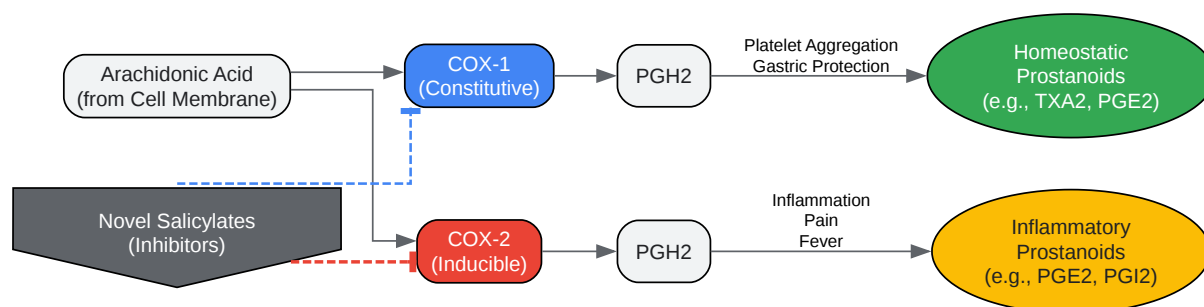 Arachidonic Acid
(from Cell Membrane)
COX-1
(Constitutive)
PGH2
Platelet Aggregation
Gastric Protection
Homeostatic
Prostanoids
(e.g., TXA2, PGE2)
Novel Salicylates
(Inhibitors)
COX-2
(Inducible)
PGH2
Inflammation
Pain
Fever
Inflammatory
Prostanoids
(e.g., PGE2, PGI2)